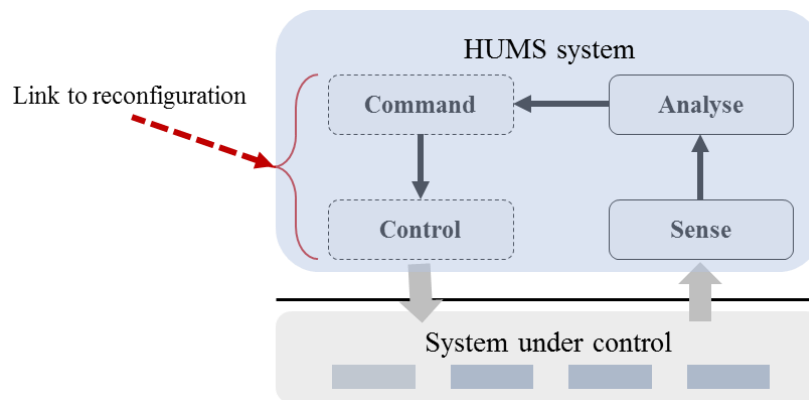 HUMS system
Link to reconfiguration
Command
Analyse
Control
Sense
System under control